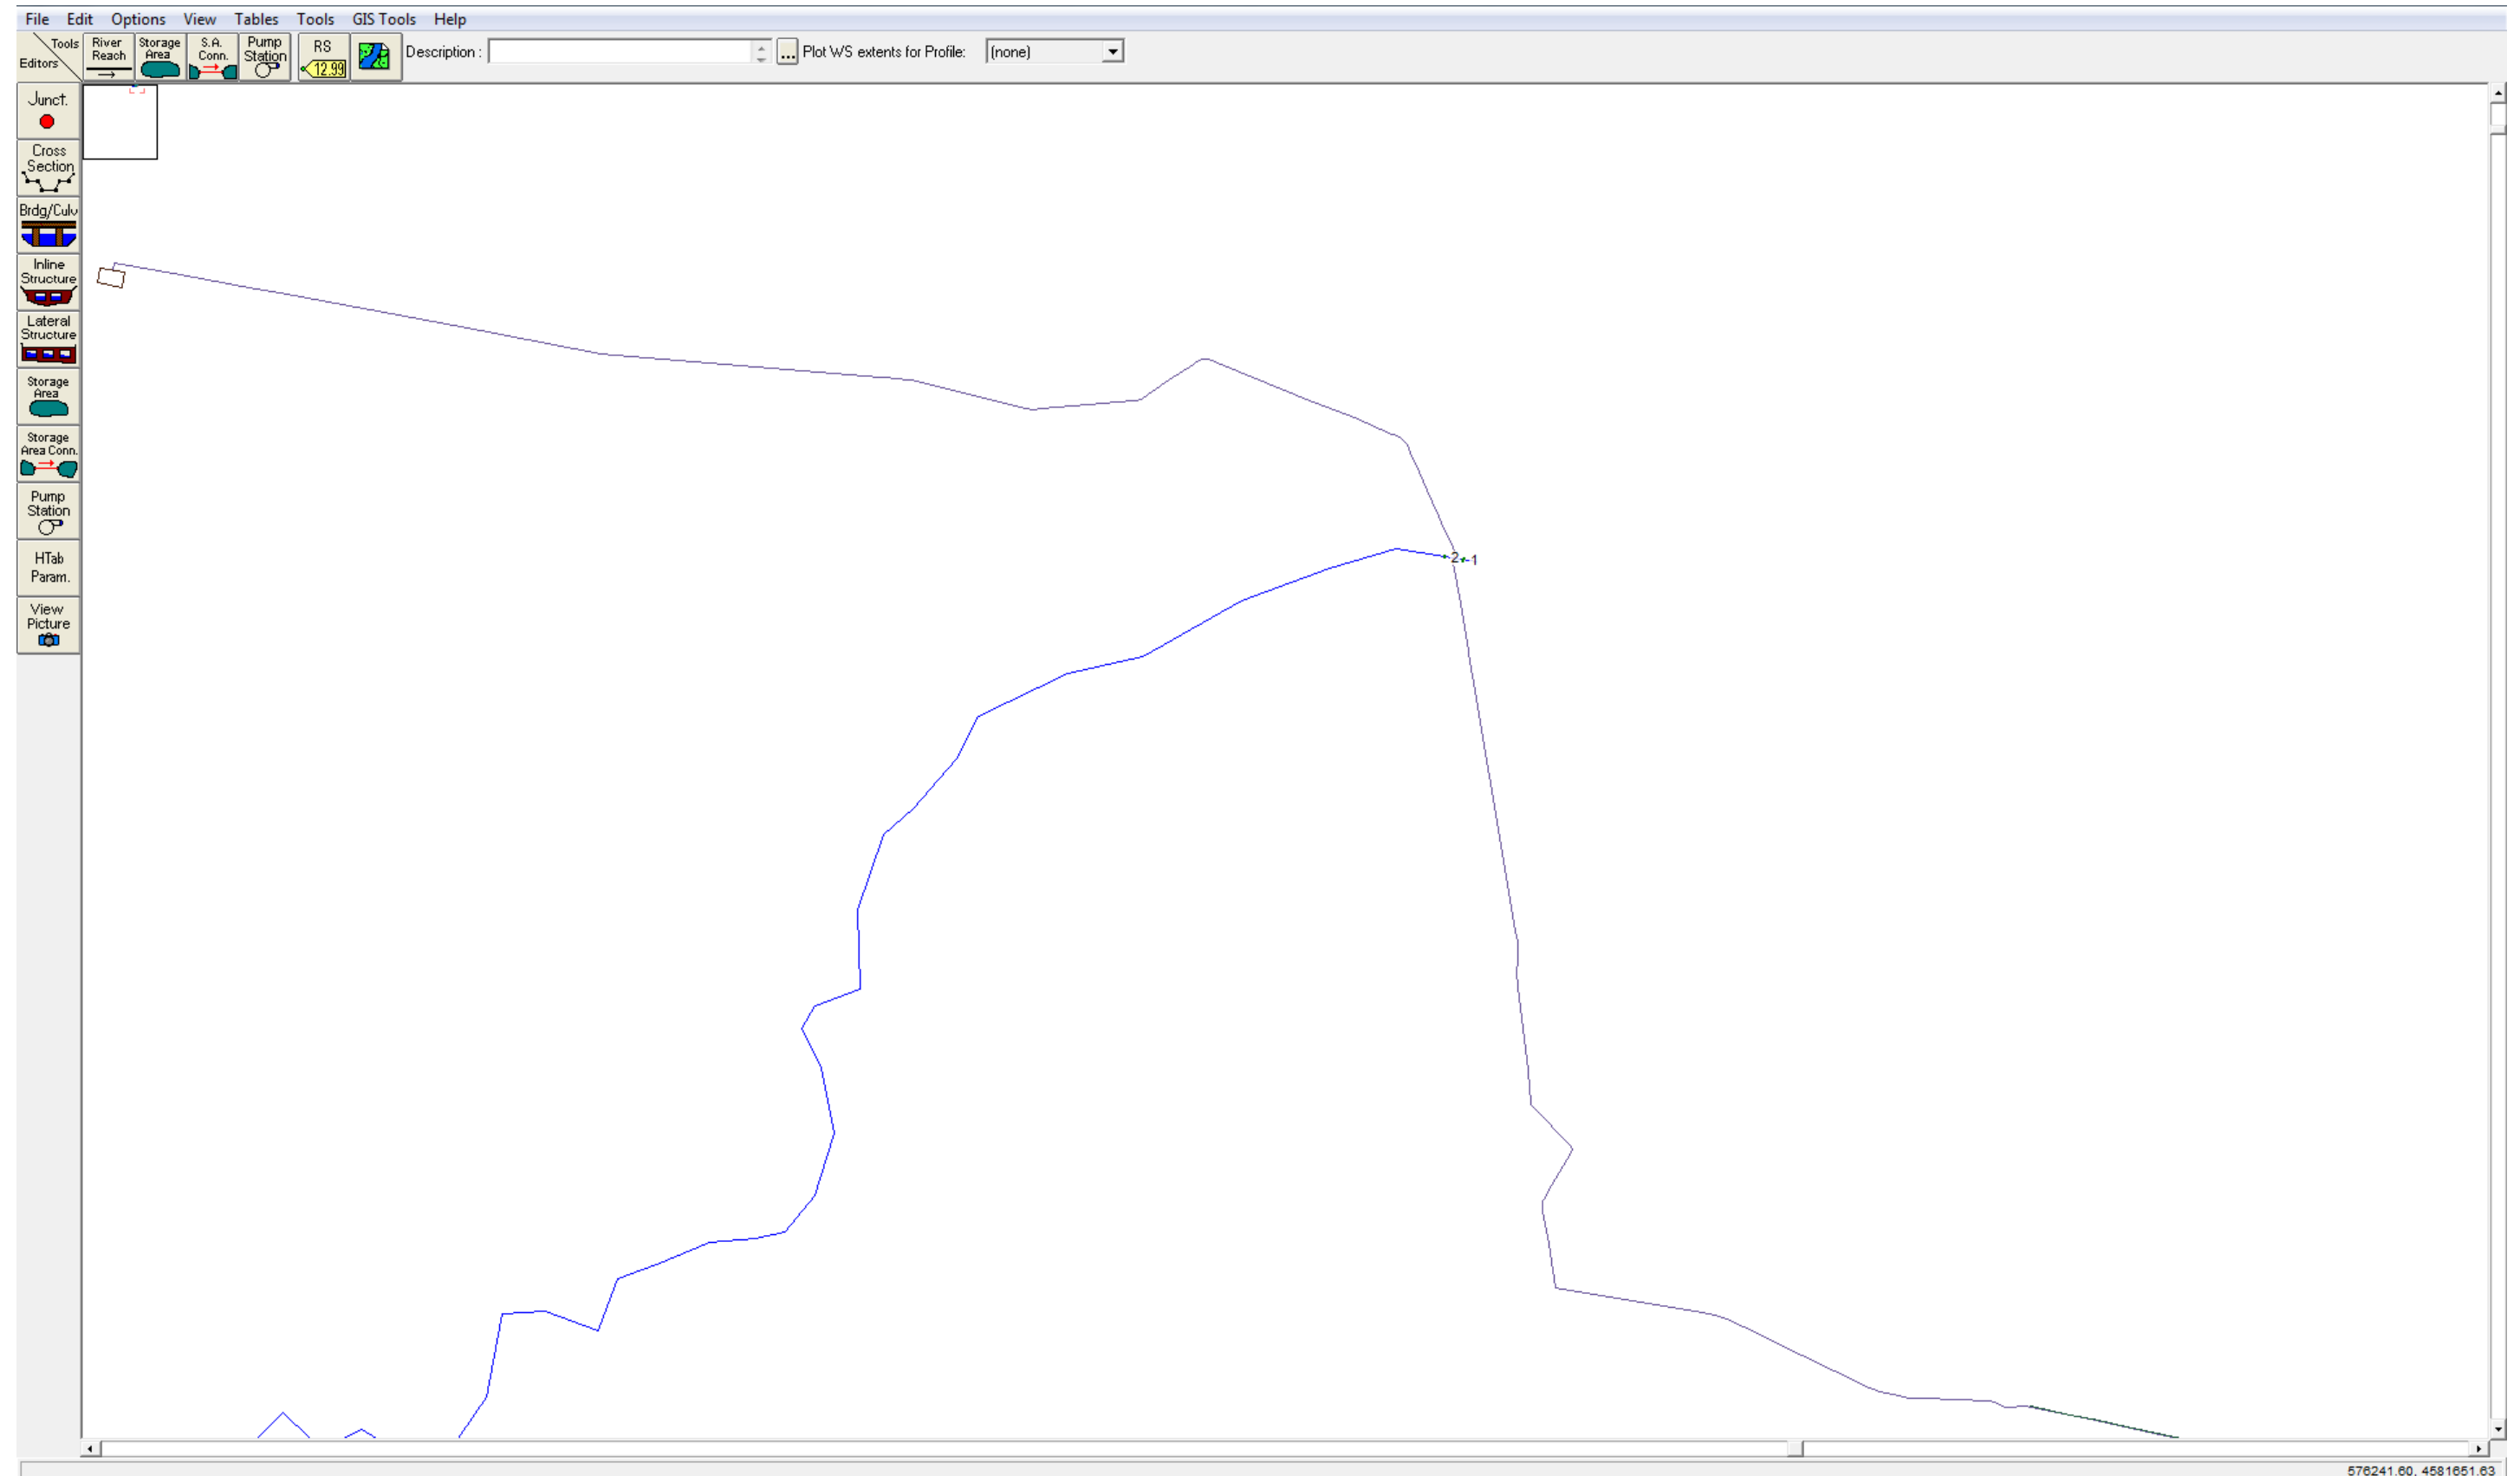 File Edit Options View Tables Tools GIS Tools Help
Tools
Editors
River
Reach
Storage
Area
S.A.
Conn.
Pump
Station
RS
12.99
Description :
...
Plot WS extents for Profile:
(none)
Junct.
Cross
Section
Brdg/Culv
Inline
Structure
Lateral
Structure
Storage
Area
Storage
Area Conn.
Pump
Station
HTab
Param.
View
Picture
2
1
576241.60, 4581651.63